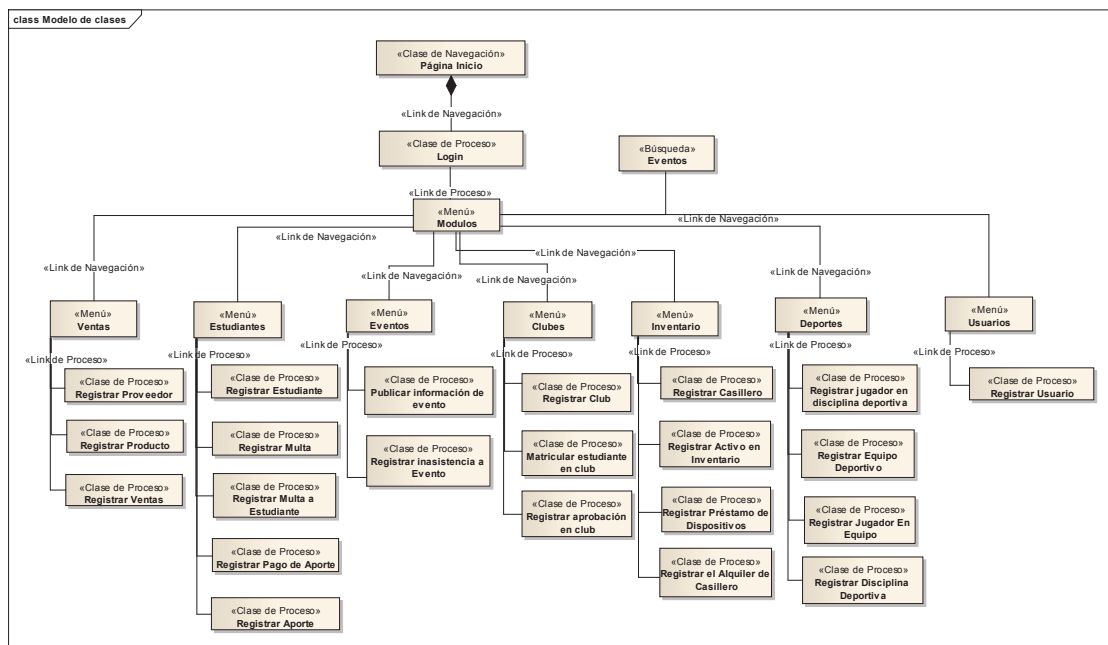 class Modelo de clases
«Clase de Navegación»
Página Inicio
«Link de Navegación»
«Clase de Proceso»
Login
«Búsqueda»
Eventos
«Link de Proceso»
«Menú»
Modulos
«Link de Navegación»
«Link de Navegación»
«Link de Navegación»
«Link de Navegación»
«Link de Navegación»
«Link de Navegación»
«Link de Navegación»
«Menú»
Ventas
«Menú»
Estudiantes
«Menú»
Eventos
«Menú»
Clubes
«Menú»
Inventario
«Menú»
Deportes
«Menú»
Usuarios
«Link de Proceso»
«Clase de Proceso»
Registrar Proveedor
«Clase de Proceso»
Registrar Producto
«Clase de Proceso»
Registrar Ventas
«Link de Proceso»
«Clase de Proceso»
Registrar Estudiante
«Clase de Proceso»
Registrar Multa
«Clase de Proceso»
Registrar Multa a
Estudiante
«Clase de Proceso»
Registrar Pago de Aporte
«Clase de Proceso»
Registrar Aporte
«Link de Proceso»
«Clase de Proceso»
Publicar información de
evento
«Clase de Proceso»
Registrar inasistencia a
Evento
«Link de Proceso»
«Clase de Proceso»
Registrar Club
«Clase de Proceso»
Matricular estudiante
en club
«Clase de Proceso»
Registrar aprobación
en club
«Link de Proceso»
«Clase de Proceso»
Registrar Casillero
«Clase de Proceso»
Registrar Activo en
Inventario
«Clase de Proceso»
Registrar Préstamo de
Dispositivos
«Clase de Proceso»
Registrar el Alquiler de
Casillero
«Link de Proceso»
«Clase de Proceso»
Registrar jugador en
disciplina deportiva
«Clase de Proceso»
Registrar Equipo
Deportivo
«Clase de Proceso»
Registrar Jugador En
Equipo
«Clase de Proceso»
Registrar Disciplina
Deportiva
«Link de Proceso»
«Clase de Proceso»
Registrar Usuario